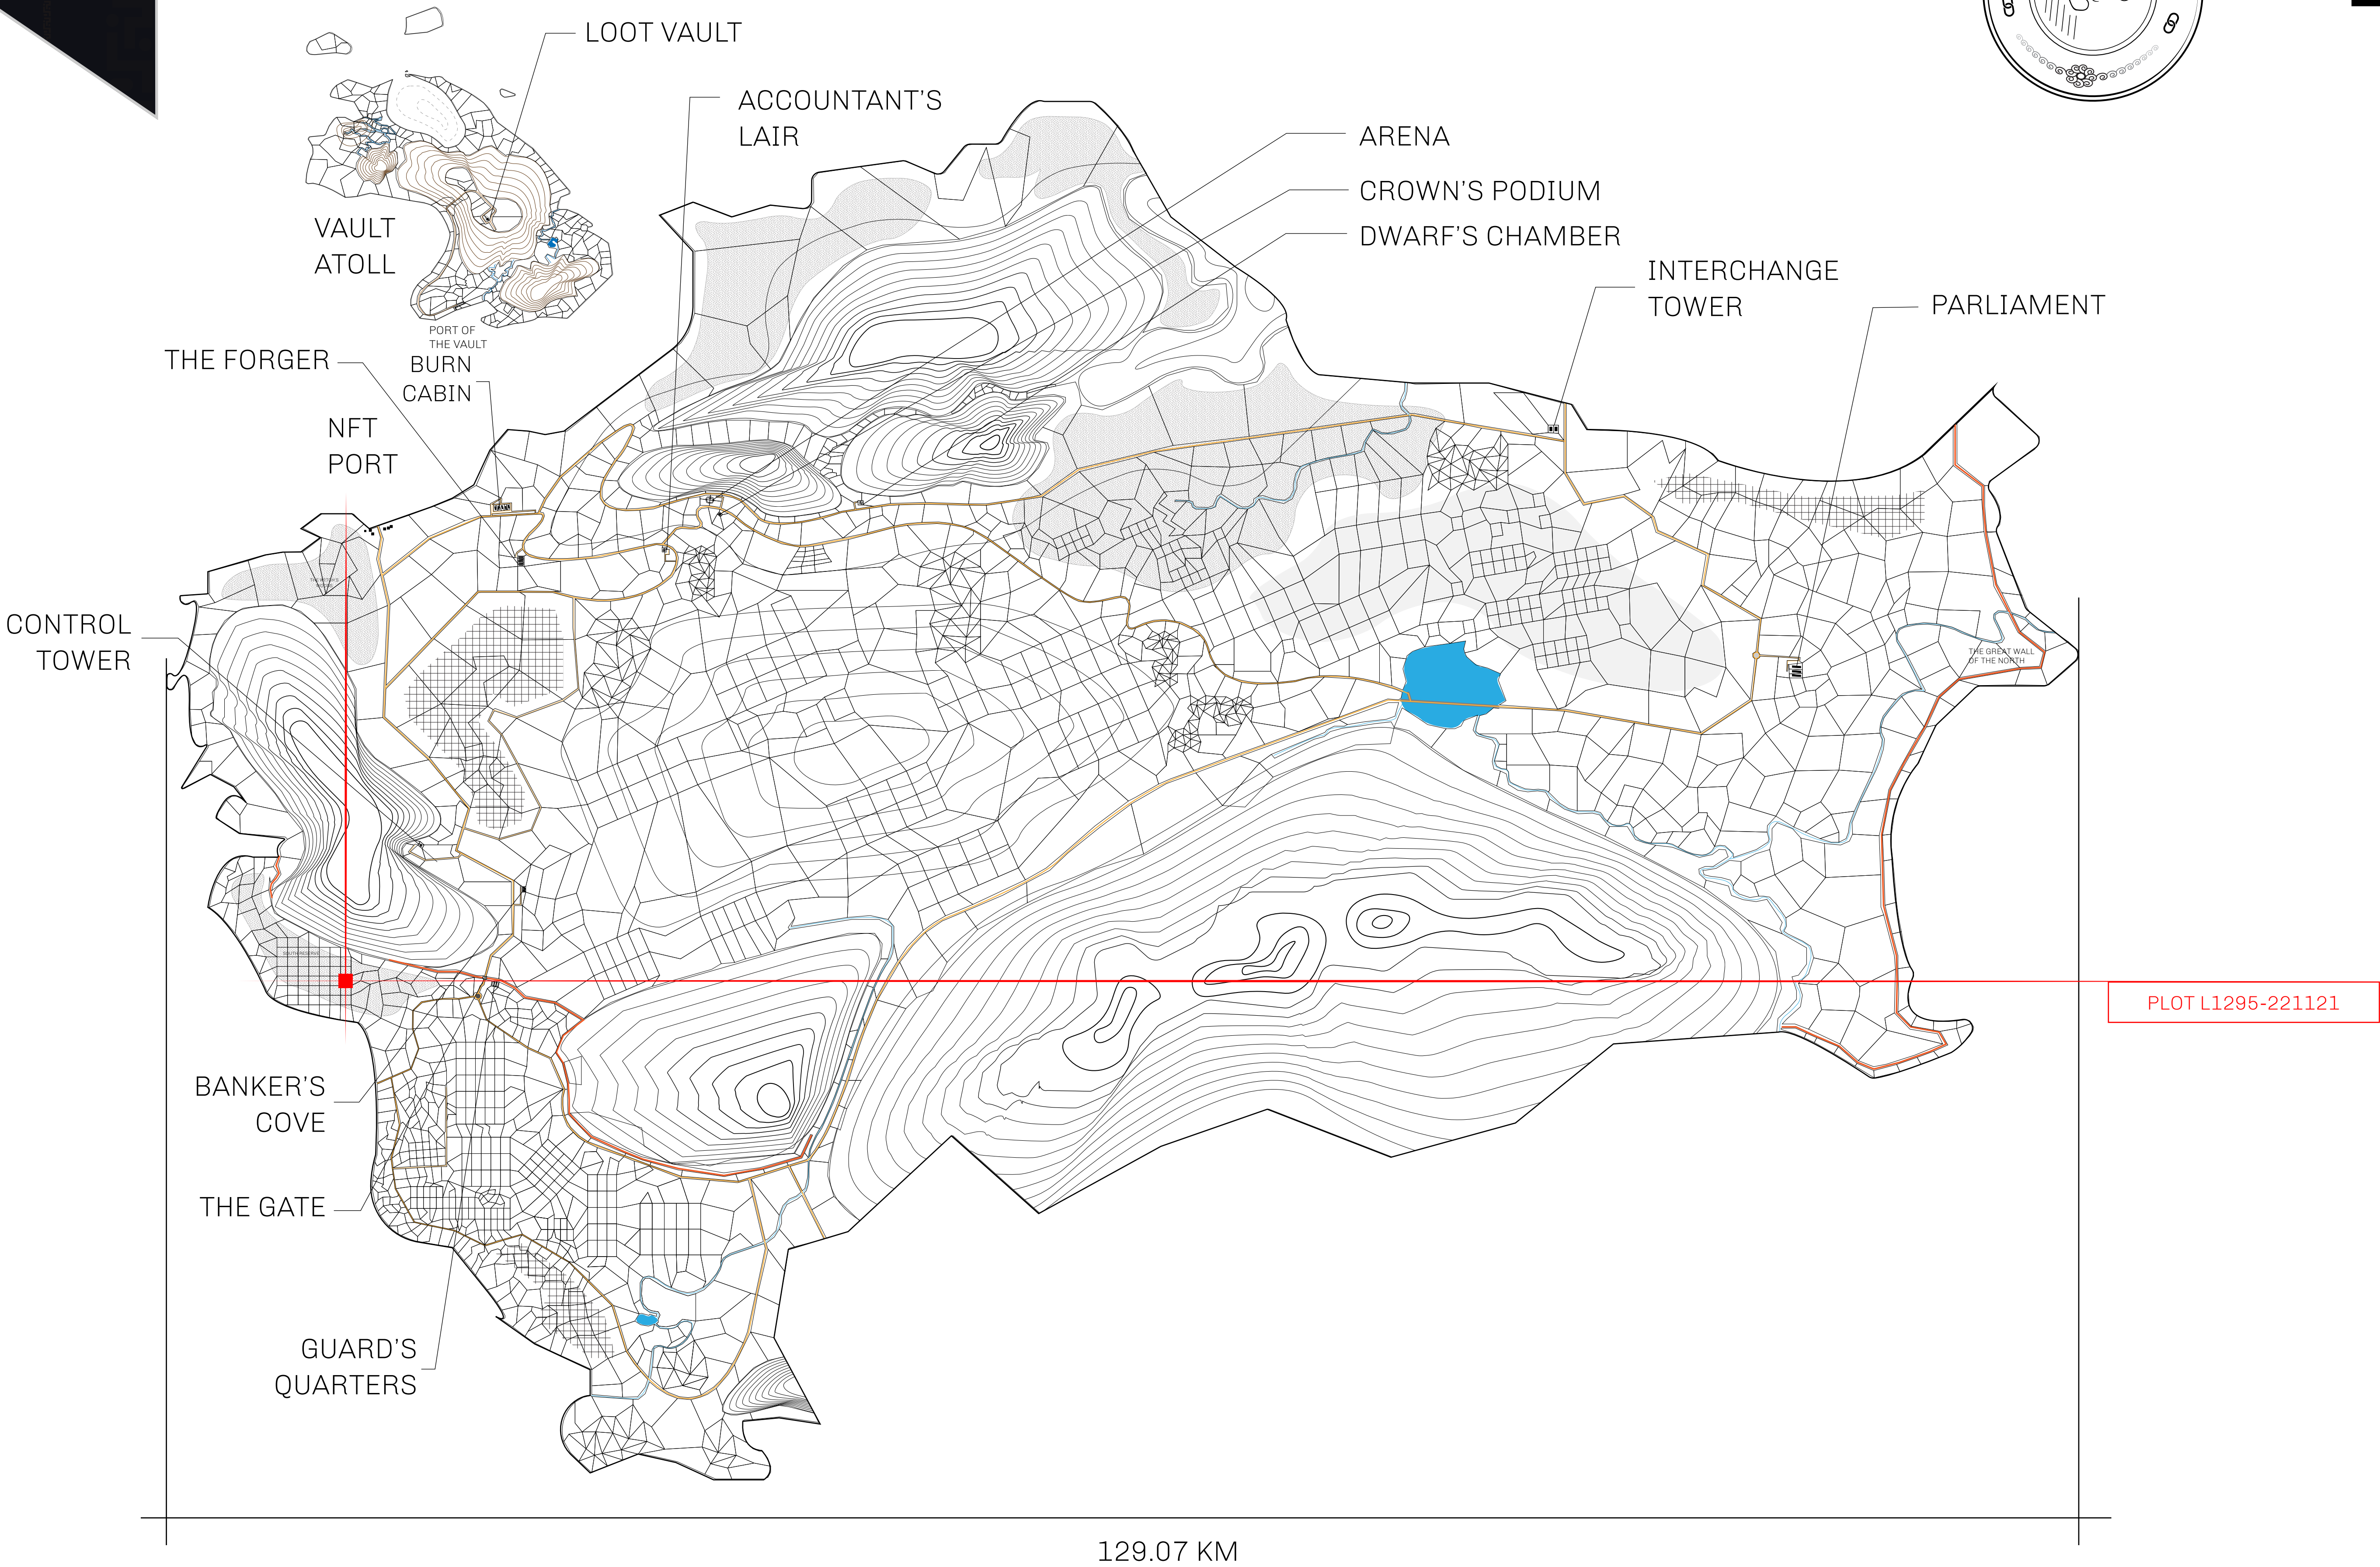 LOOT VAULT
ACCOUNTANT'S
LAIR
ARENA
CROWN'S PODIUM
DWARF'S CHAMBER
VAULT
ATOLL
INTERCHANGE
TOWER
PARLIAMENT
PORT OF
THE VAULT
THE FORGER
BURN
CABIN
NFT
PORT
CONTROL
TOWER
THE GREAT WALL
OF THE NORTH
SOUTH RESERVE
PLOT L1295-221121
BANKER'S
COVE
THE GATE
GUARD'S
QUARTERS
129.07 KM